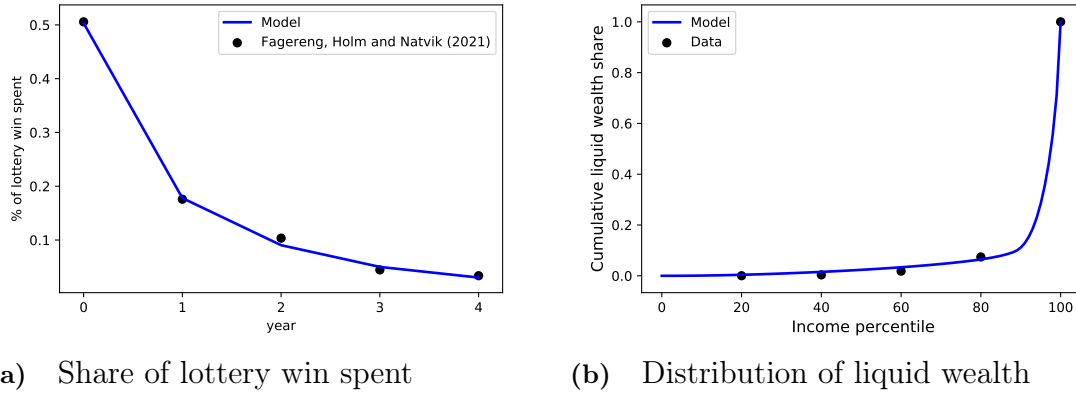 0.5
0.4
0.3
0.2
0.1
% of lottery win spent
Model
Fagereng, Holm and Natvik (2021)
0 1 2 3 4
year
1.0
0.8
0.6
0.4
0.2
0.0
Cumulative liquid wealth share
Model
Data
0 20 40 60 80 100
Income percentile
a) Share of lottery win spent
(b) Distribution of liquid wealth